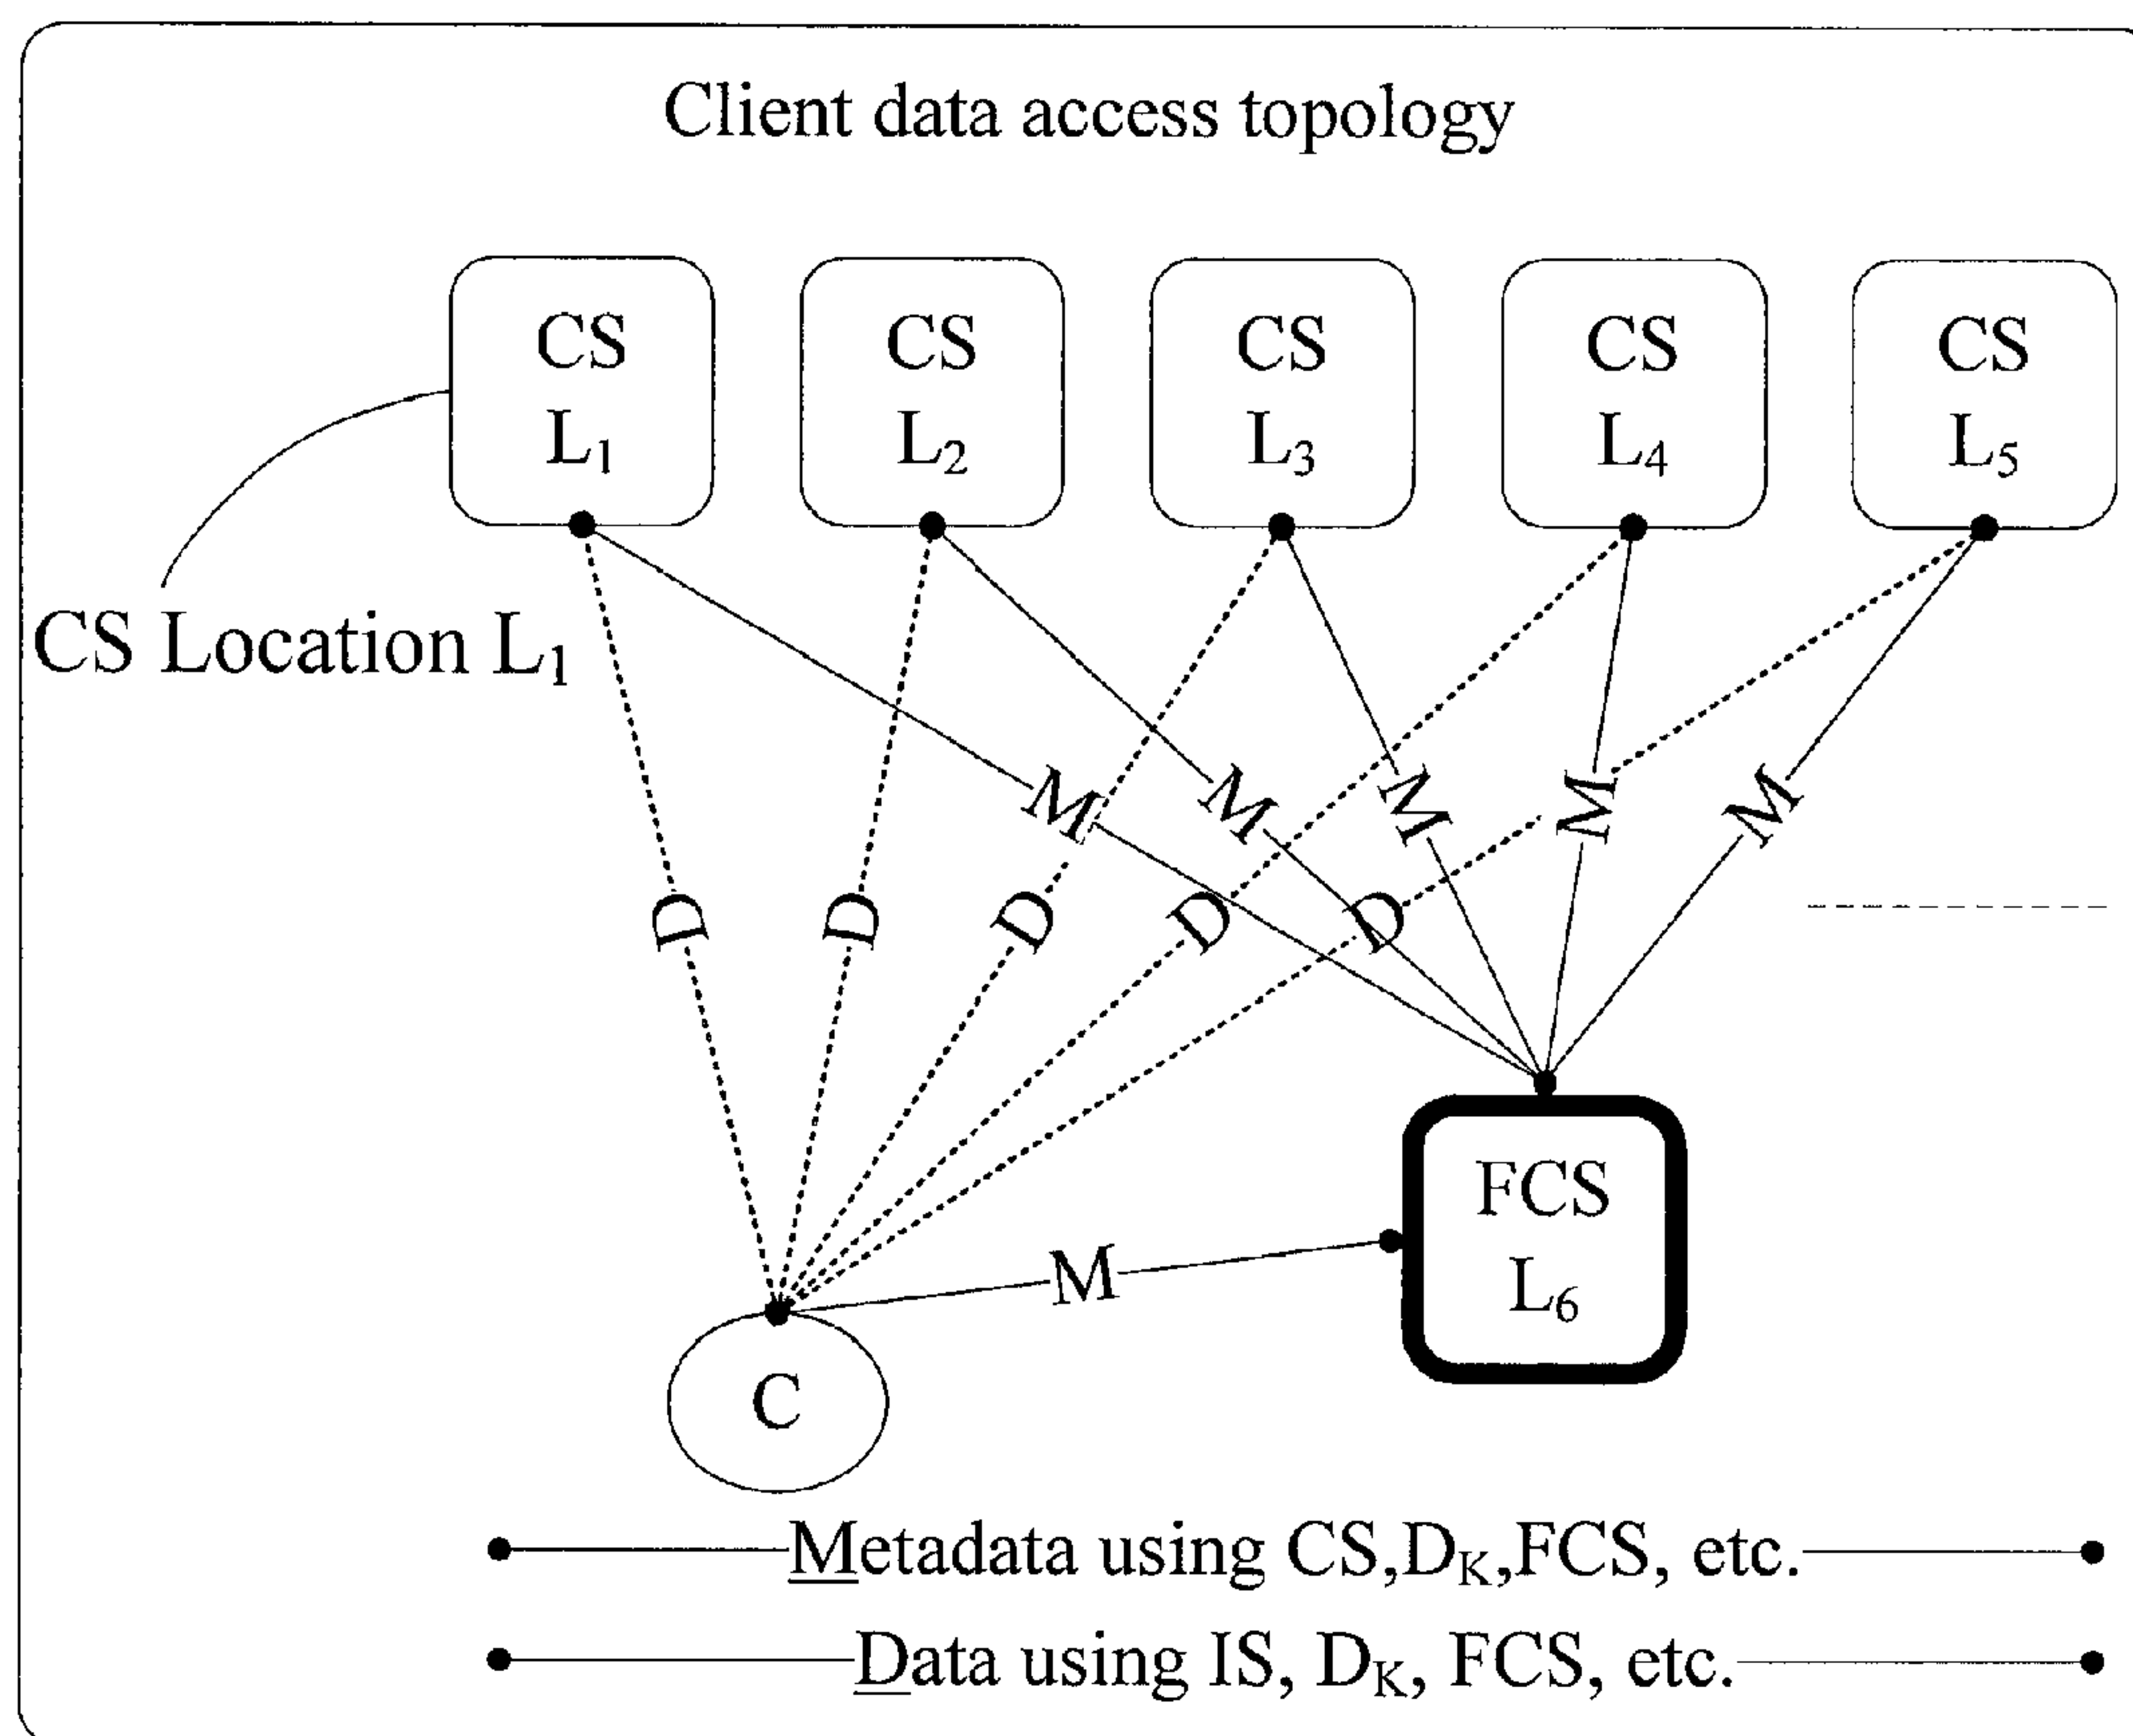 Client data access topology
CS CS CS CS CS
L1 L2 L3 L4 L5
CS Location L1
M M M M M
D D D D D
FCS
L6
M
C
Metadata using CS,DK,FCS, etc.
Data using IS, DK, FCS, etc.